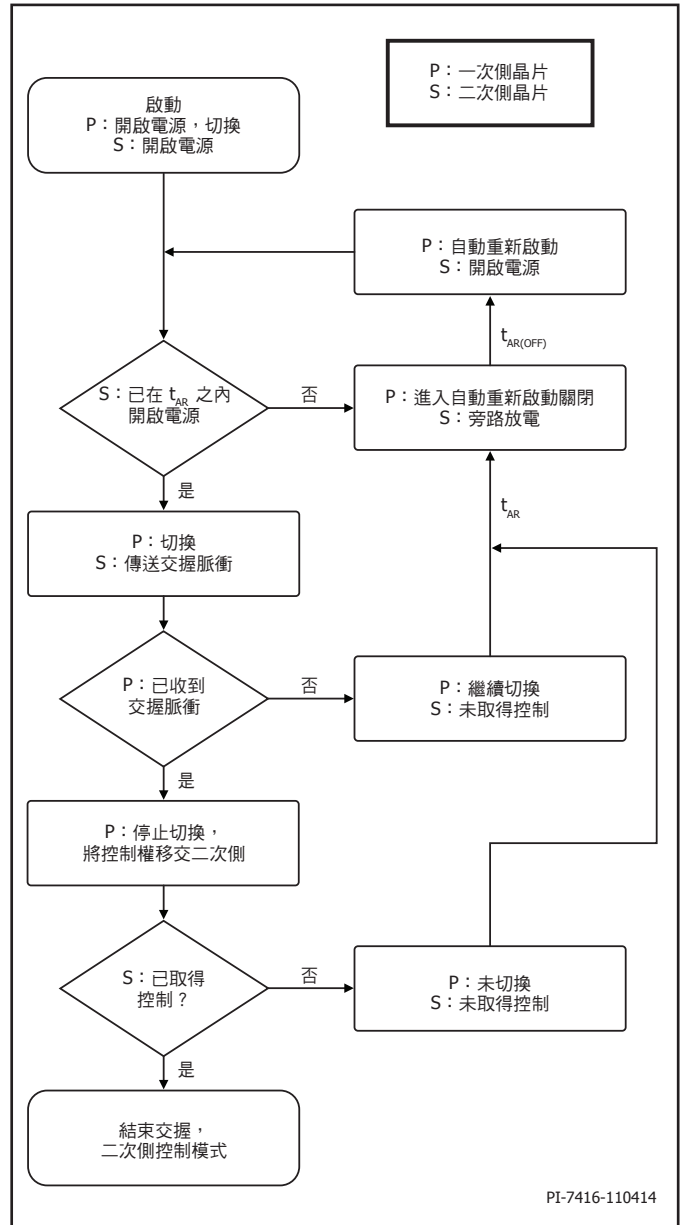 P：一次側晶片
S：二次側晶片
啟動
P：開啟電源，切換
S：開啟電源
P：自動重新啟動
S：開啟電源
t_AR(OFF)
S：已在 t_AR 之內
開啟電源
否
P：進入自動重新啟動關閉
S：旁路放電
是
t_AR
P：切換
S：傳送交握脈衝
P：已收到
交握脈衝
否
P：繼續切換
S：未取得控制
是
P：停止切換，
將控制權移交二次側
S：已取得
控制？
否
P：未切換
S：未取得控制
是
結束交握，
二次側控制模式
PI-7416-110414